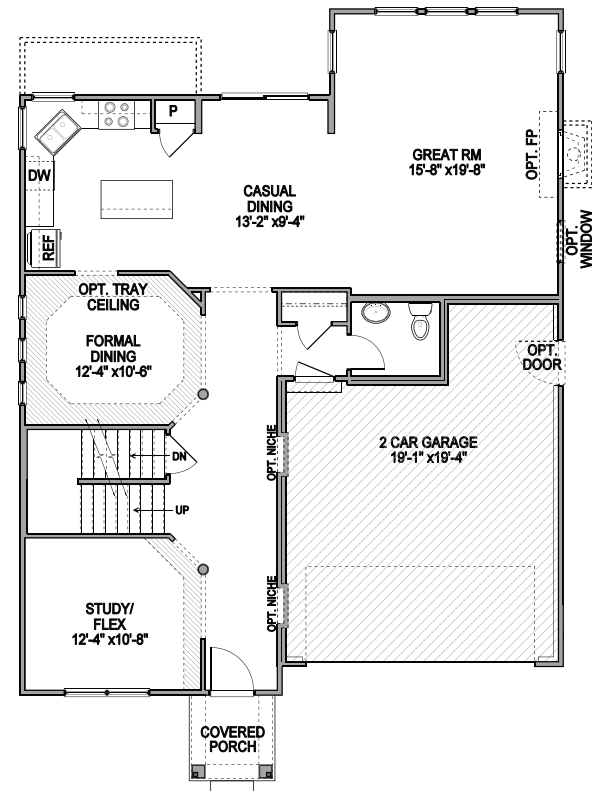 P
GREAT RM
15'-8" x19'-8"
OPT. FP
DW
CASUAL
DINING
13'-2" x9'-4"
REF
OPT.
WINDOW
OPT. TRAY
CEILING
FORMAL
DINING
12'-4" x10'-6"
OPT.
DOOR
DN
OPT. NICHE
2 CAR GARAGE
19'-1" x19'-4"
UP
OPT. NICHE
STUDY/
FLEX
12'-4" x10'-8"
COVERED
PORCH